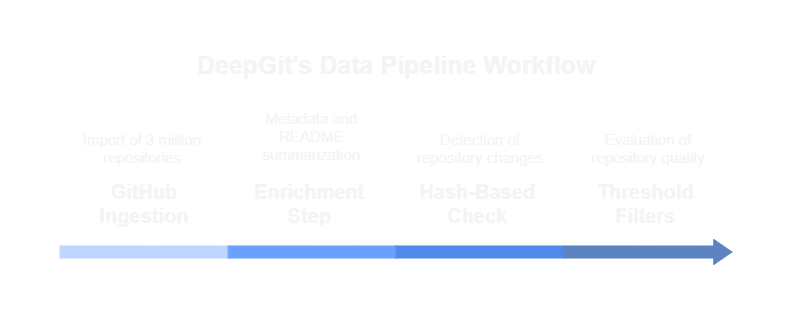 DeepGit's Data Pipeline Workflow
Import of 3 million
repositories
GitHub
Ingestion
Metadata and
README
summarization
Enrichment
Step
Detection of
repository changes
Hash-Based
Check
Evaluation of
repository quality
Threshold
Filters